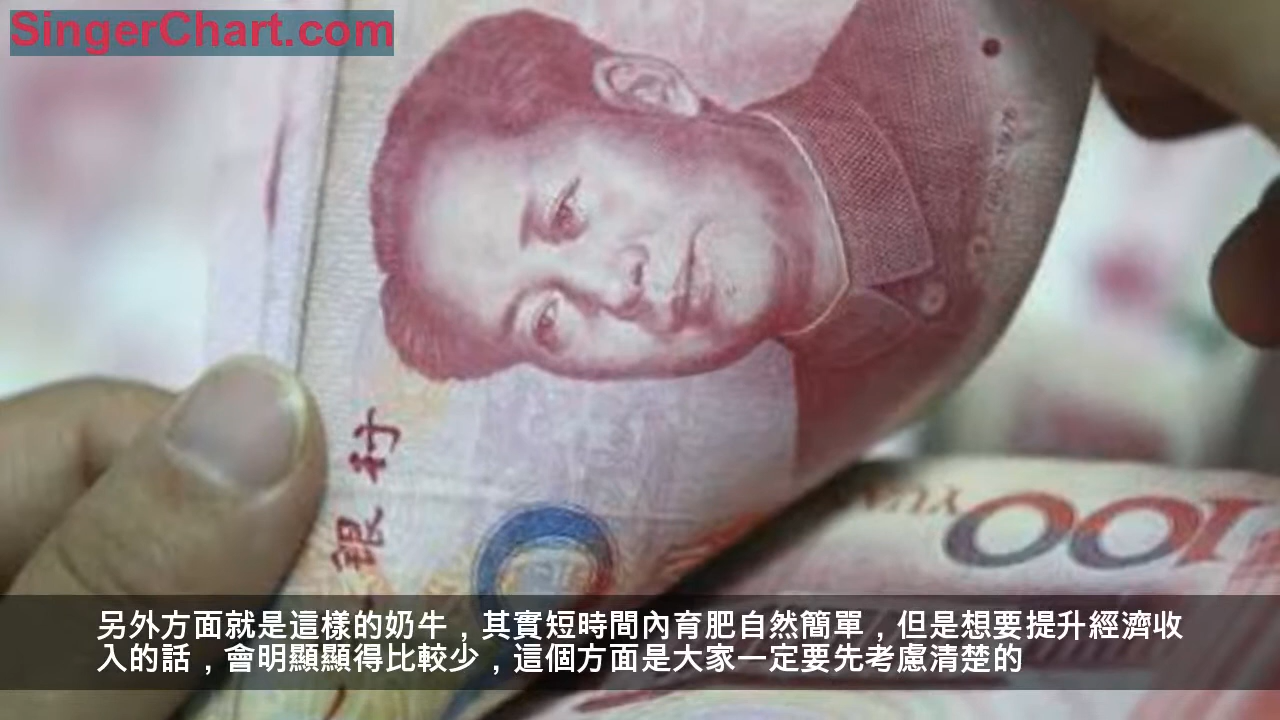 SingerChart.com
銀行
YUAN
100
另外方面就是這樣的奶牛，其實短時間內育肥自然簡單，但是想要提升經濟收
入的話，會明顯顯得比較少，這個方面是大家一定要先考慮清楚的